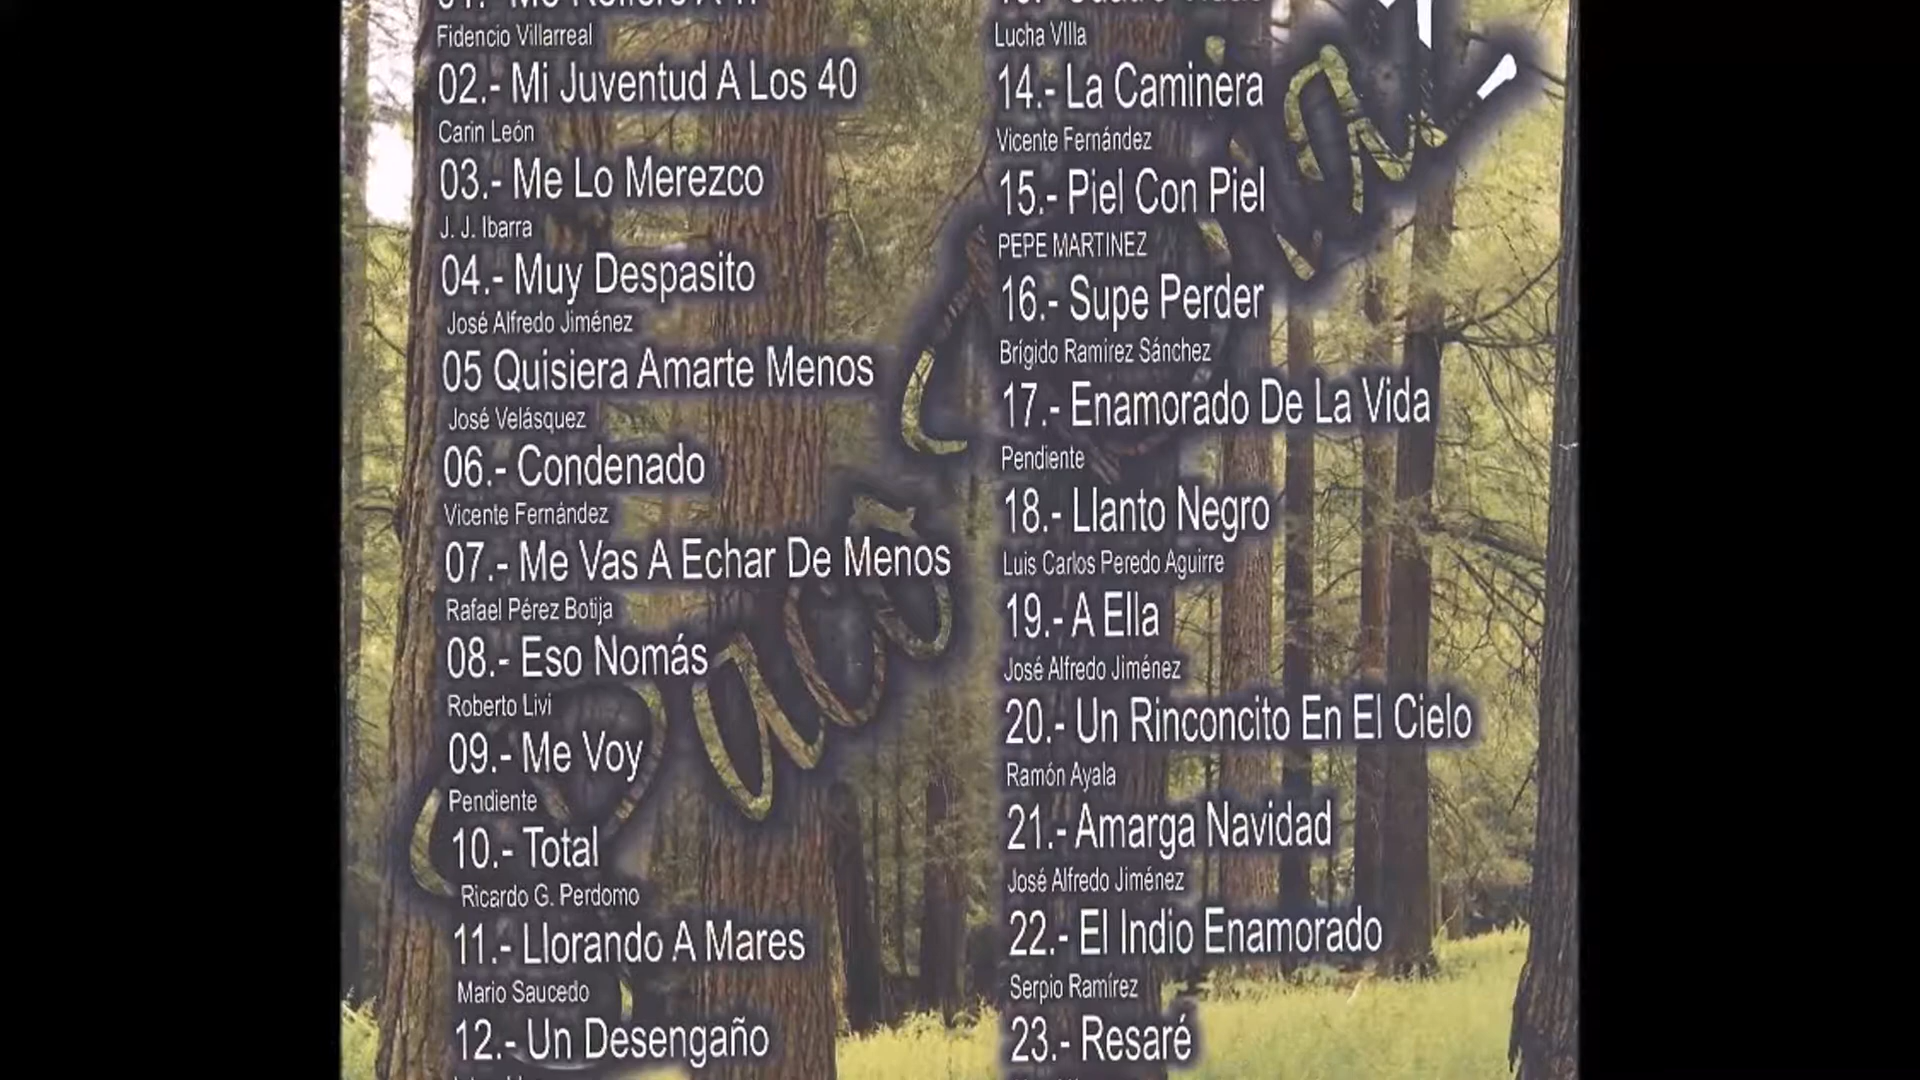 Fidencio Villarreal
02.- Mi Juventud A Los 40
Carin León
03.- Me Lo Merezco
J. J. Ibarra
04.- Muy Despasito
José Alfredo Jiménez
05 Quisiera Amarte Menos
José Velásquez
06.- Condenado
Vicente Fernández
07.- Me Vas A Echar De Menos
Rafael Pérez Botija
08.- Eso Nomás
Roberto Livi
09.- Me Voy
Pendiente
10.- Total
Ricardo G. Perdomo
11.- Llorando A Mares
Mario Saucedo
12.- Un Desengaño
Lucha VIlla
14.- La Caminera
Vicente Fernández
15.- Piel Con Piel
PEPE MARTINEZ
16.- Supe Perder
Brígido Ramirez Sánchez
17.- Enamorado De La Vida
Pendiente
18.- Llanto Negro
Luis Carlos Peredo Aguirre
19.- A Ella
José Alfredo Jiménez
20.- Un Rinconcito En El Cielo
Ramón Ayala
21.- Amarga Navidad
José Alfredo Jiménez
22.- El Indio Enamorado
Serpio Ramírez
23.- Resaré